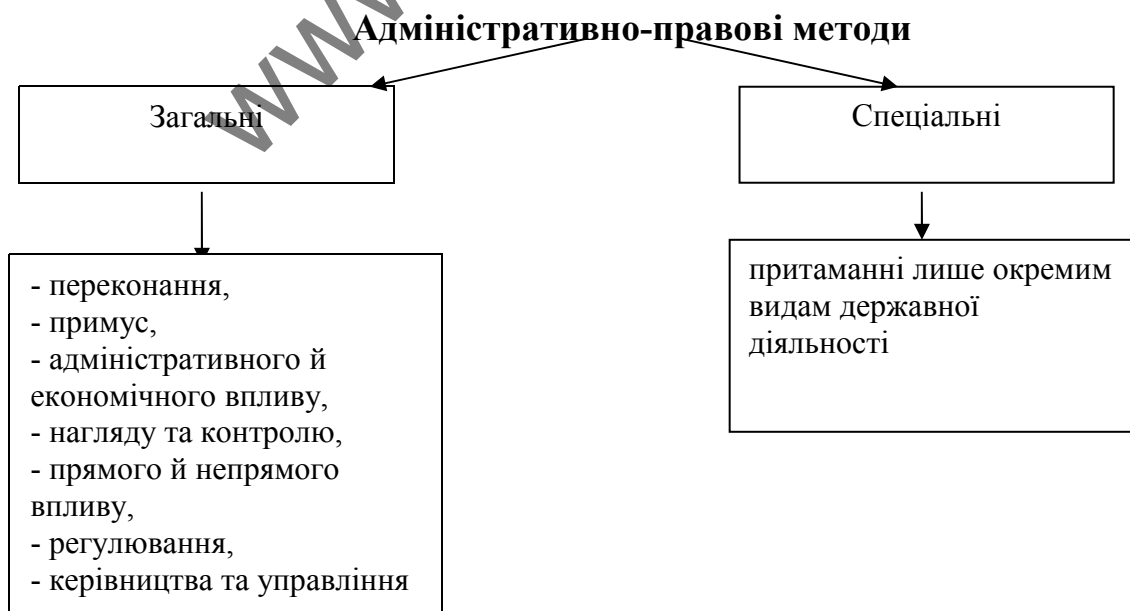 Адміністративно-правові методи
www
Загальні
Спеціальні
- переконання,
- примус,
- адміністративного й
економічного впливу,
- нагляду та контролю,
- прямого й непрямого
впливу,
- регулювання,
- керівництва та управління
притаманні лише окремим
видам державної
діяльності